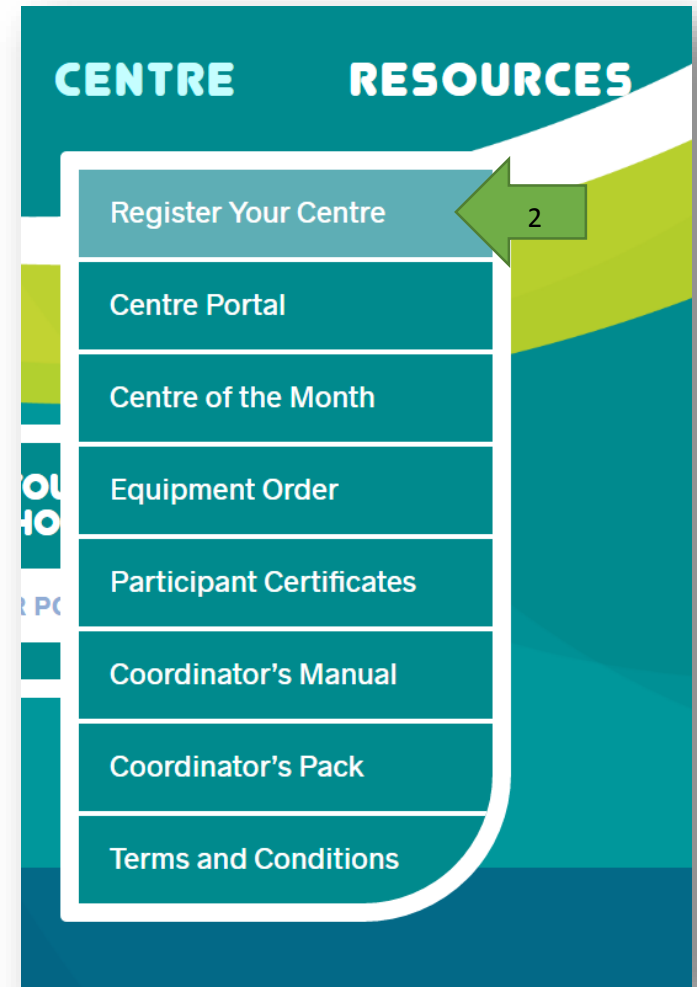 CENTRE RESOURCES
Register Your Centre
2
Centre Portal
Centre of the Month
Equipment Order
Participant Certificates
Coordinator's Manual
Coordinator's Pack
Terms and Conditions